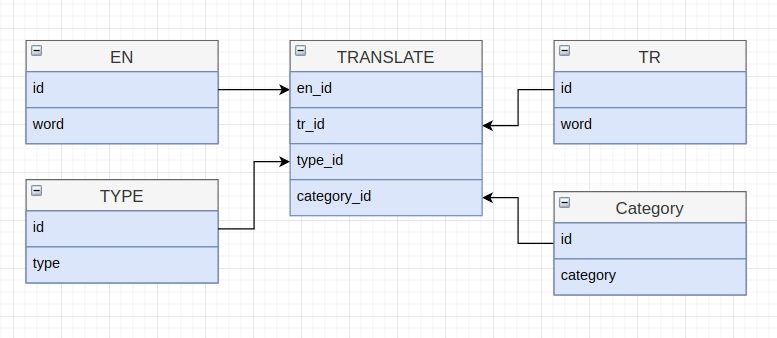 EN
id
word
TRANSLATE
en_id
tr_id
type_id
category_id
TR
id
word
TYPE
id
type
Category
id
category